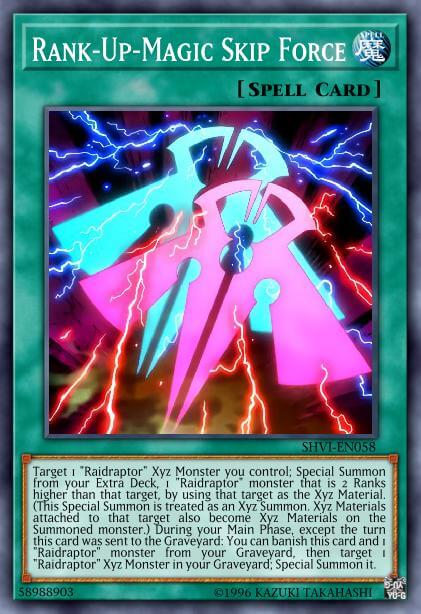 RANK-UP-MAGIC SKIP FORCE
SPELL
魔
[SPELL CARD]
SHVI-EN058
Target 1 "Raidraptor" Xyz Monster you control; Special Summon
from your Extra Deck, 1 "Raidraptor" monster that is 2 Ranks
higher than that target, by using that target as the Xyz Material.
(This Special Summon is treated as an Xyz Summon. Xyz Materials
attached to that target also become Xyz Materials on the
Summoned monster.) During your Main Phase, except the turn
this card was sent to the Graveyard: You can banish this card and 1
"Raidraptor" monster from your Graveyard, then target 1
"Raidraptor" Xyz Monster in your Graveyard; Special Summon it.
58988903
©1996 KAZUKI TAKAHASHI